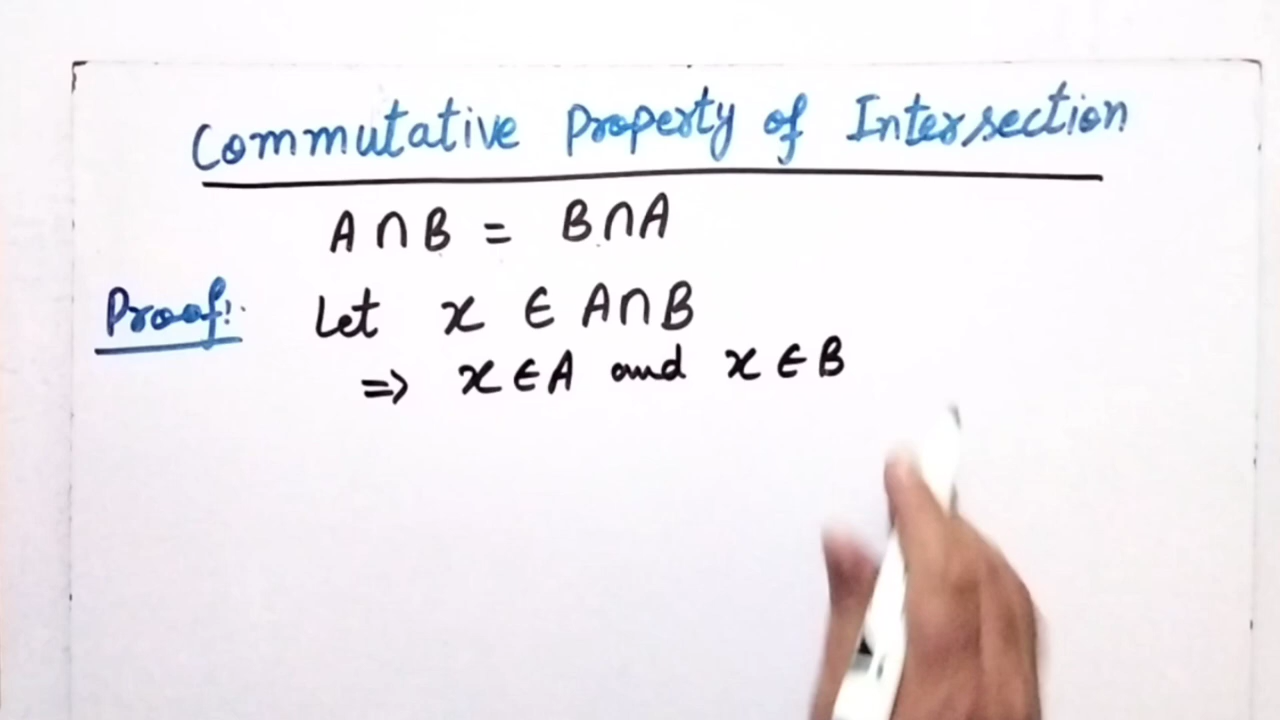 Commutative Property of Intersection
A ∩ B = B ∩ A
Proof:. Let x ∈ A∩B
=> x ∈ A and x ∈ B